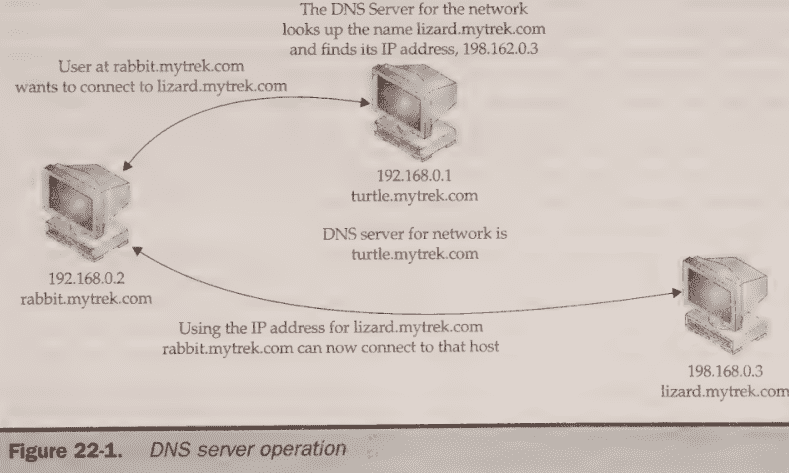 The DNS Server for the network
looks up the name lizard.mytrek.com
and finds its IP address, 198.162.0.3
User at rabbit.mytrek.com
wants to connect to lizard.mytrek.com
192.168.0.1
turtle.mytrek.com
DNS server for network is
turtle.mytrek.com
192.168.0.2
rabbit.mytrek.com
Using the IP address for lizard.mytrek.com
rabbit.mytrek.com can now connect to that host
198.168.0.3
lizard.mytrek.com
Figure 22-1. DNS server operation